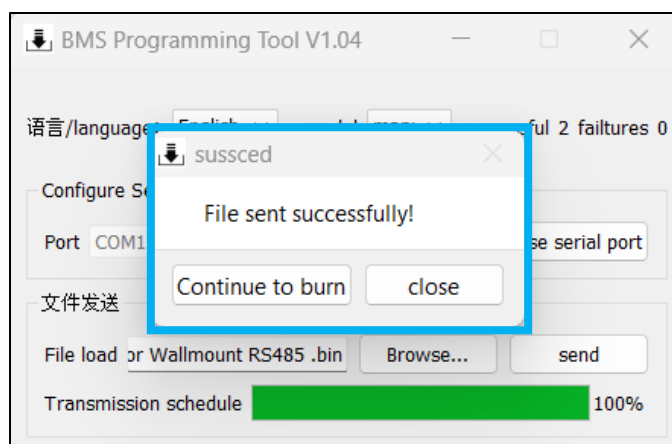 BMS Programming Tool V1.04
语言/language: English
ful 2 failtures 0
sussced
File sent successfully!
Continue to burn close
Configure Se
Port COM1
se serial port
文件发送
File load or Wallmount RS485 .bin Browse... send
Transmission schedule 100%